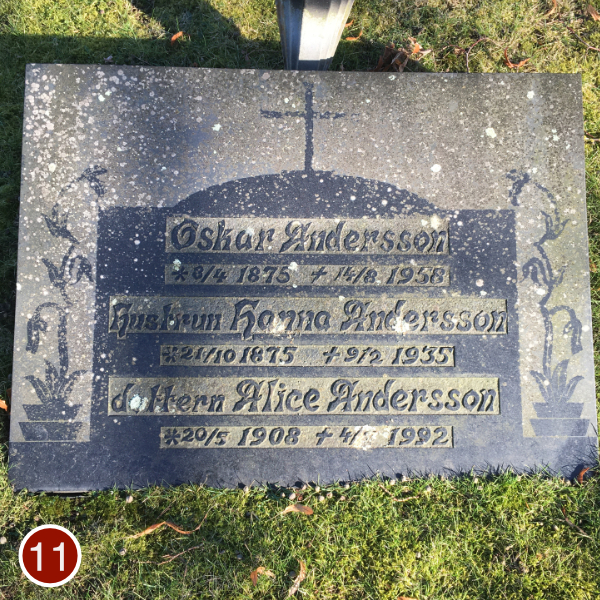 Oskar Andersson
*8/4 1875 +14/8 1958
Hustrun Hanna Andersson
*21/10 1875 +9/2 1935
dottern Alice Andersson
*20/5 1908 1992
11